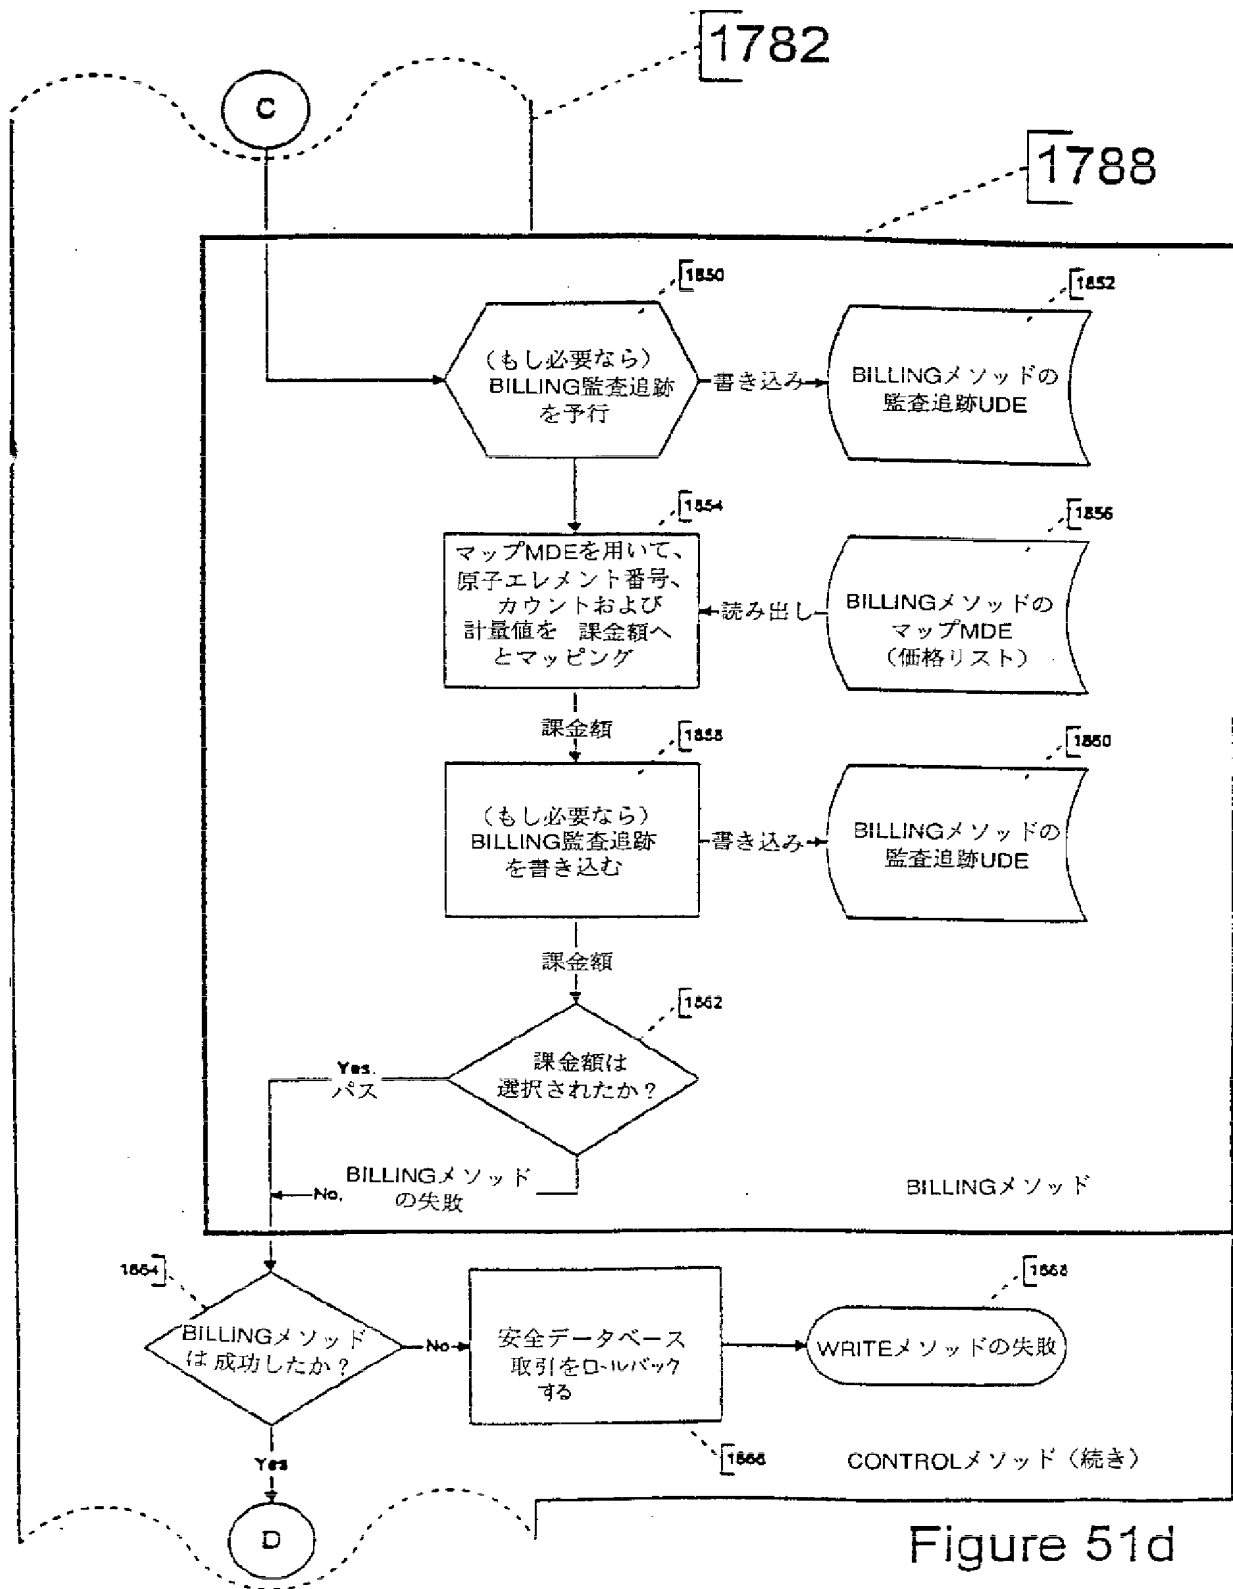 1782
C
1788
1850
(もし必要なら)
BILLING監査追跡
を予行
書き込み
1852
BILLINGメソッドの
監査追跡UDE
1854
マップMDEを用いて、
原子エレメント番号、
カウントおよび
計量値を 課金額へ
とマッピング
読み出し
1856
BILLINGメソッドの
マップMDE
(価格リスト)
課金額
1858
(もし必要なら)
BILLING監査追跡
を書き込む
書き込み
1860
BILLINGメソッドの
監査追跡UDE
課金額
1862
課金額は
選択されたか?
Yes.
パス
No.
BILLINGメソッド
の失敗
BILLINGメソッド
1864
BILLINGメソッド
は成功したか?
No
安全データベース
取引をロールバック
する
1866
WRITEメソッドの失敗
1868
Yes
CONTROLメソッド(続き)
D
Figure 51d